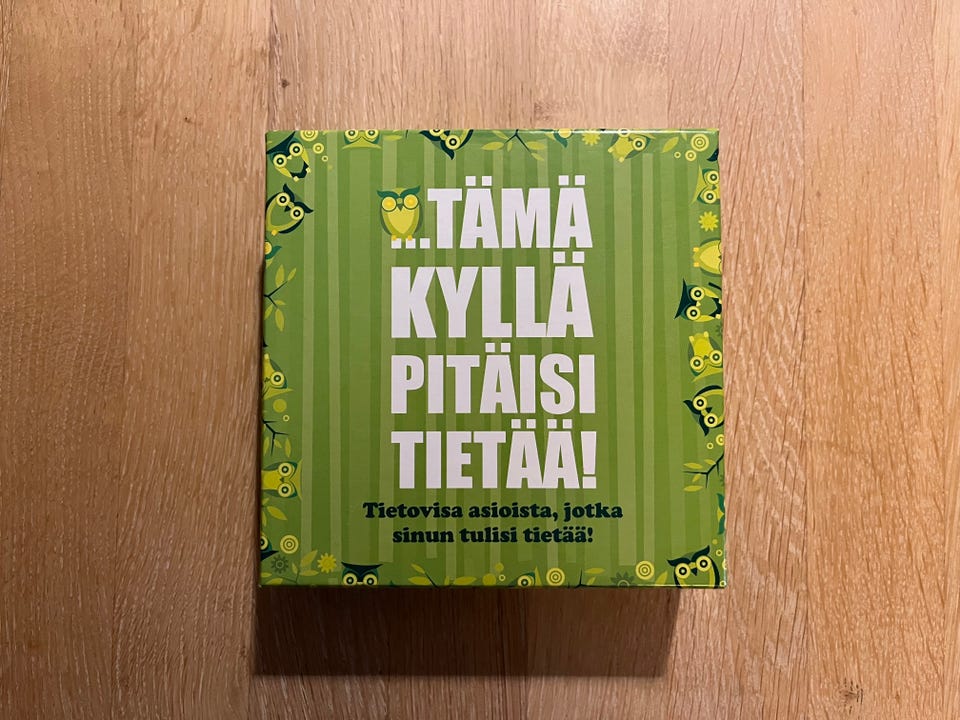 ...TÄMÄ
KYLLÄ
PITÄISI
TIETÄÄ!
Tietovisa asioista, jotka
sinun tulisi tietää!